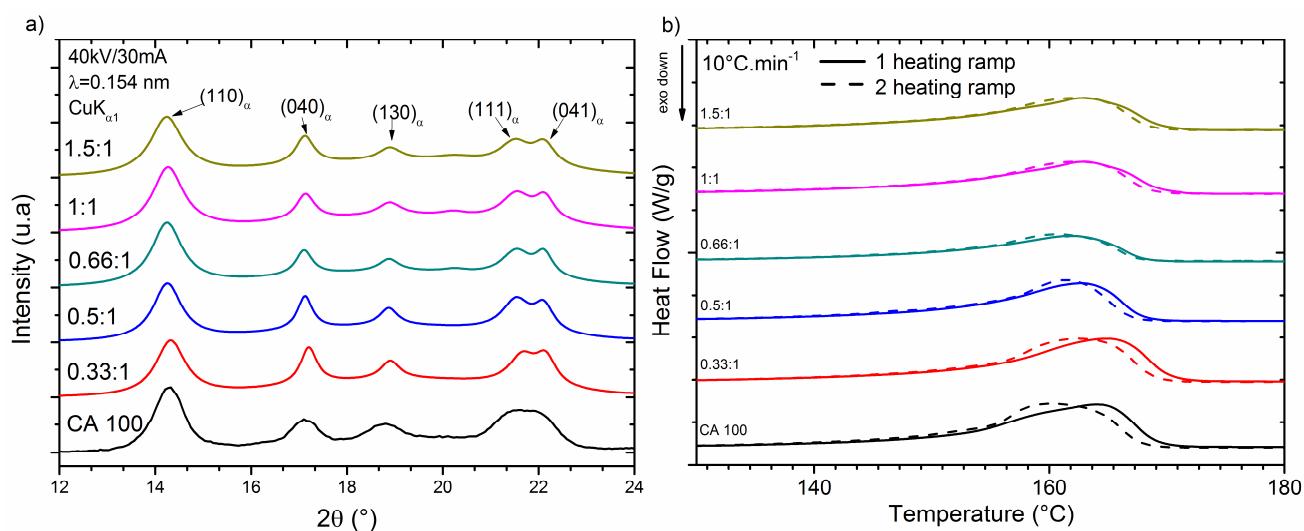 a)
40kV/30mA
λ=0.154 nm
CuKα1
(110)α
(040)α
(130)α
(111)α
(041)α
1.5:1
1:1
0.66:1
0.5:1
0.33:1
CA 100
Intensity (u.a)
12 14 16 18 20 22 24
2θ (°)
b)
exo down
10°C.min-1
1 heating ramp
2 heating ramp
1.5:1
1:1
0.66:1
0.5:1
0.33:1
CA 100
Heat Flow (W/g)
140 160 180
Temperature (°C)